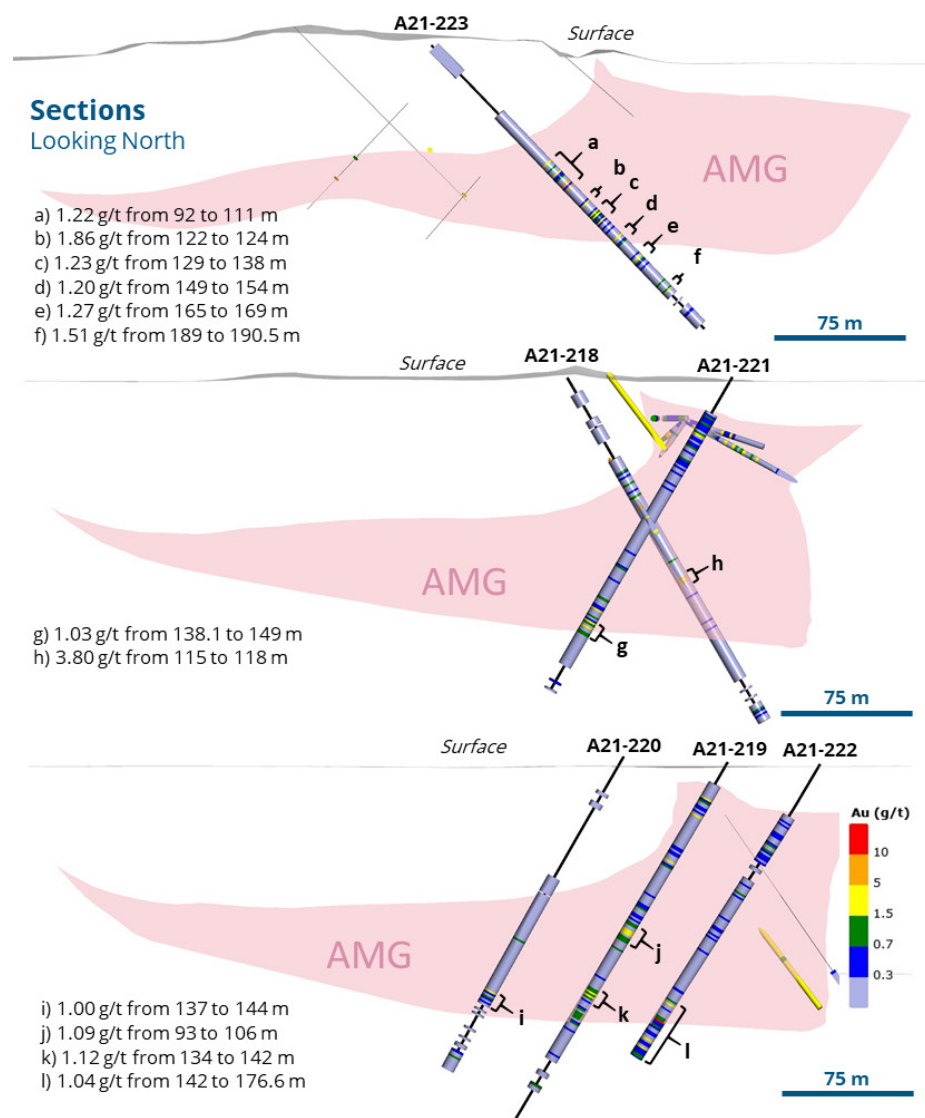 A21-223
Surface
Sections
Looking North
a
b
c
d
e
f
AMG
a) 1.22 g/t from 92 to 111 m
b) 1.86 g/t from 122 to 124 m
c) 1.23 g/t from 129 to 138 m
d) 1.20 g/t from 149 to 154 m
e) 1.27 g/t from 165 to 169 m
f) 1.51 g/t from 189 to 190.5 m
75 m
Surface
A21-218
A21-221
AMG
h
g
g) 1.03 g/t from 138.1 to 149 m
h) 3.80 g/t from 115 to 118 m
75 m
Surface
A21-220
A21-219
A21-222
Au (g/t)
10
5
1.5
0.7
0.3
AMG
j
i
k
l
i) 1.00 g/t from 137 to 144 m
j) 1.09 g/t from 93 to 106 m
k) 1.12 g/t from 134 to 142 m
l) 1.04 g/t from 142 to 176.6 m
75 m